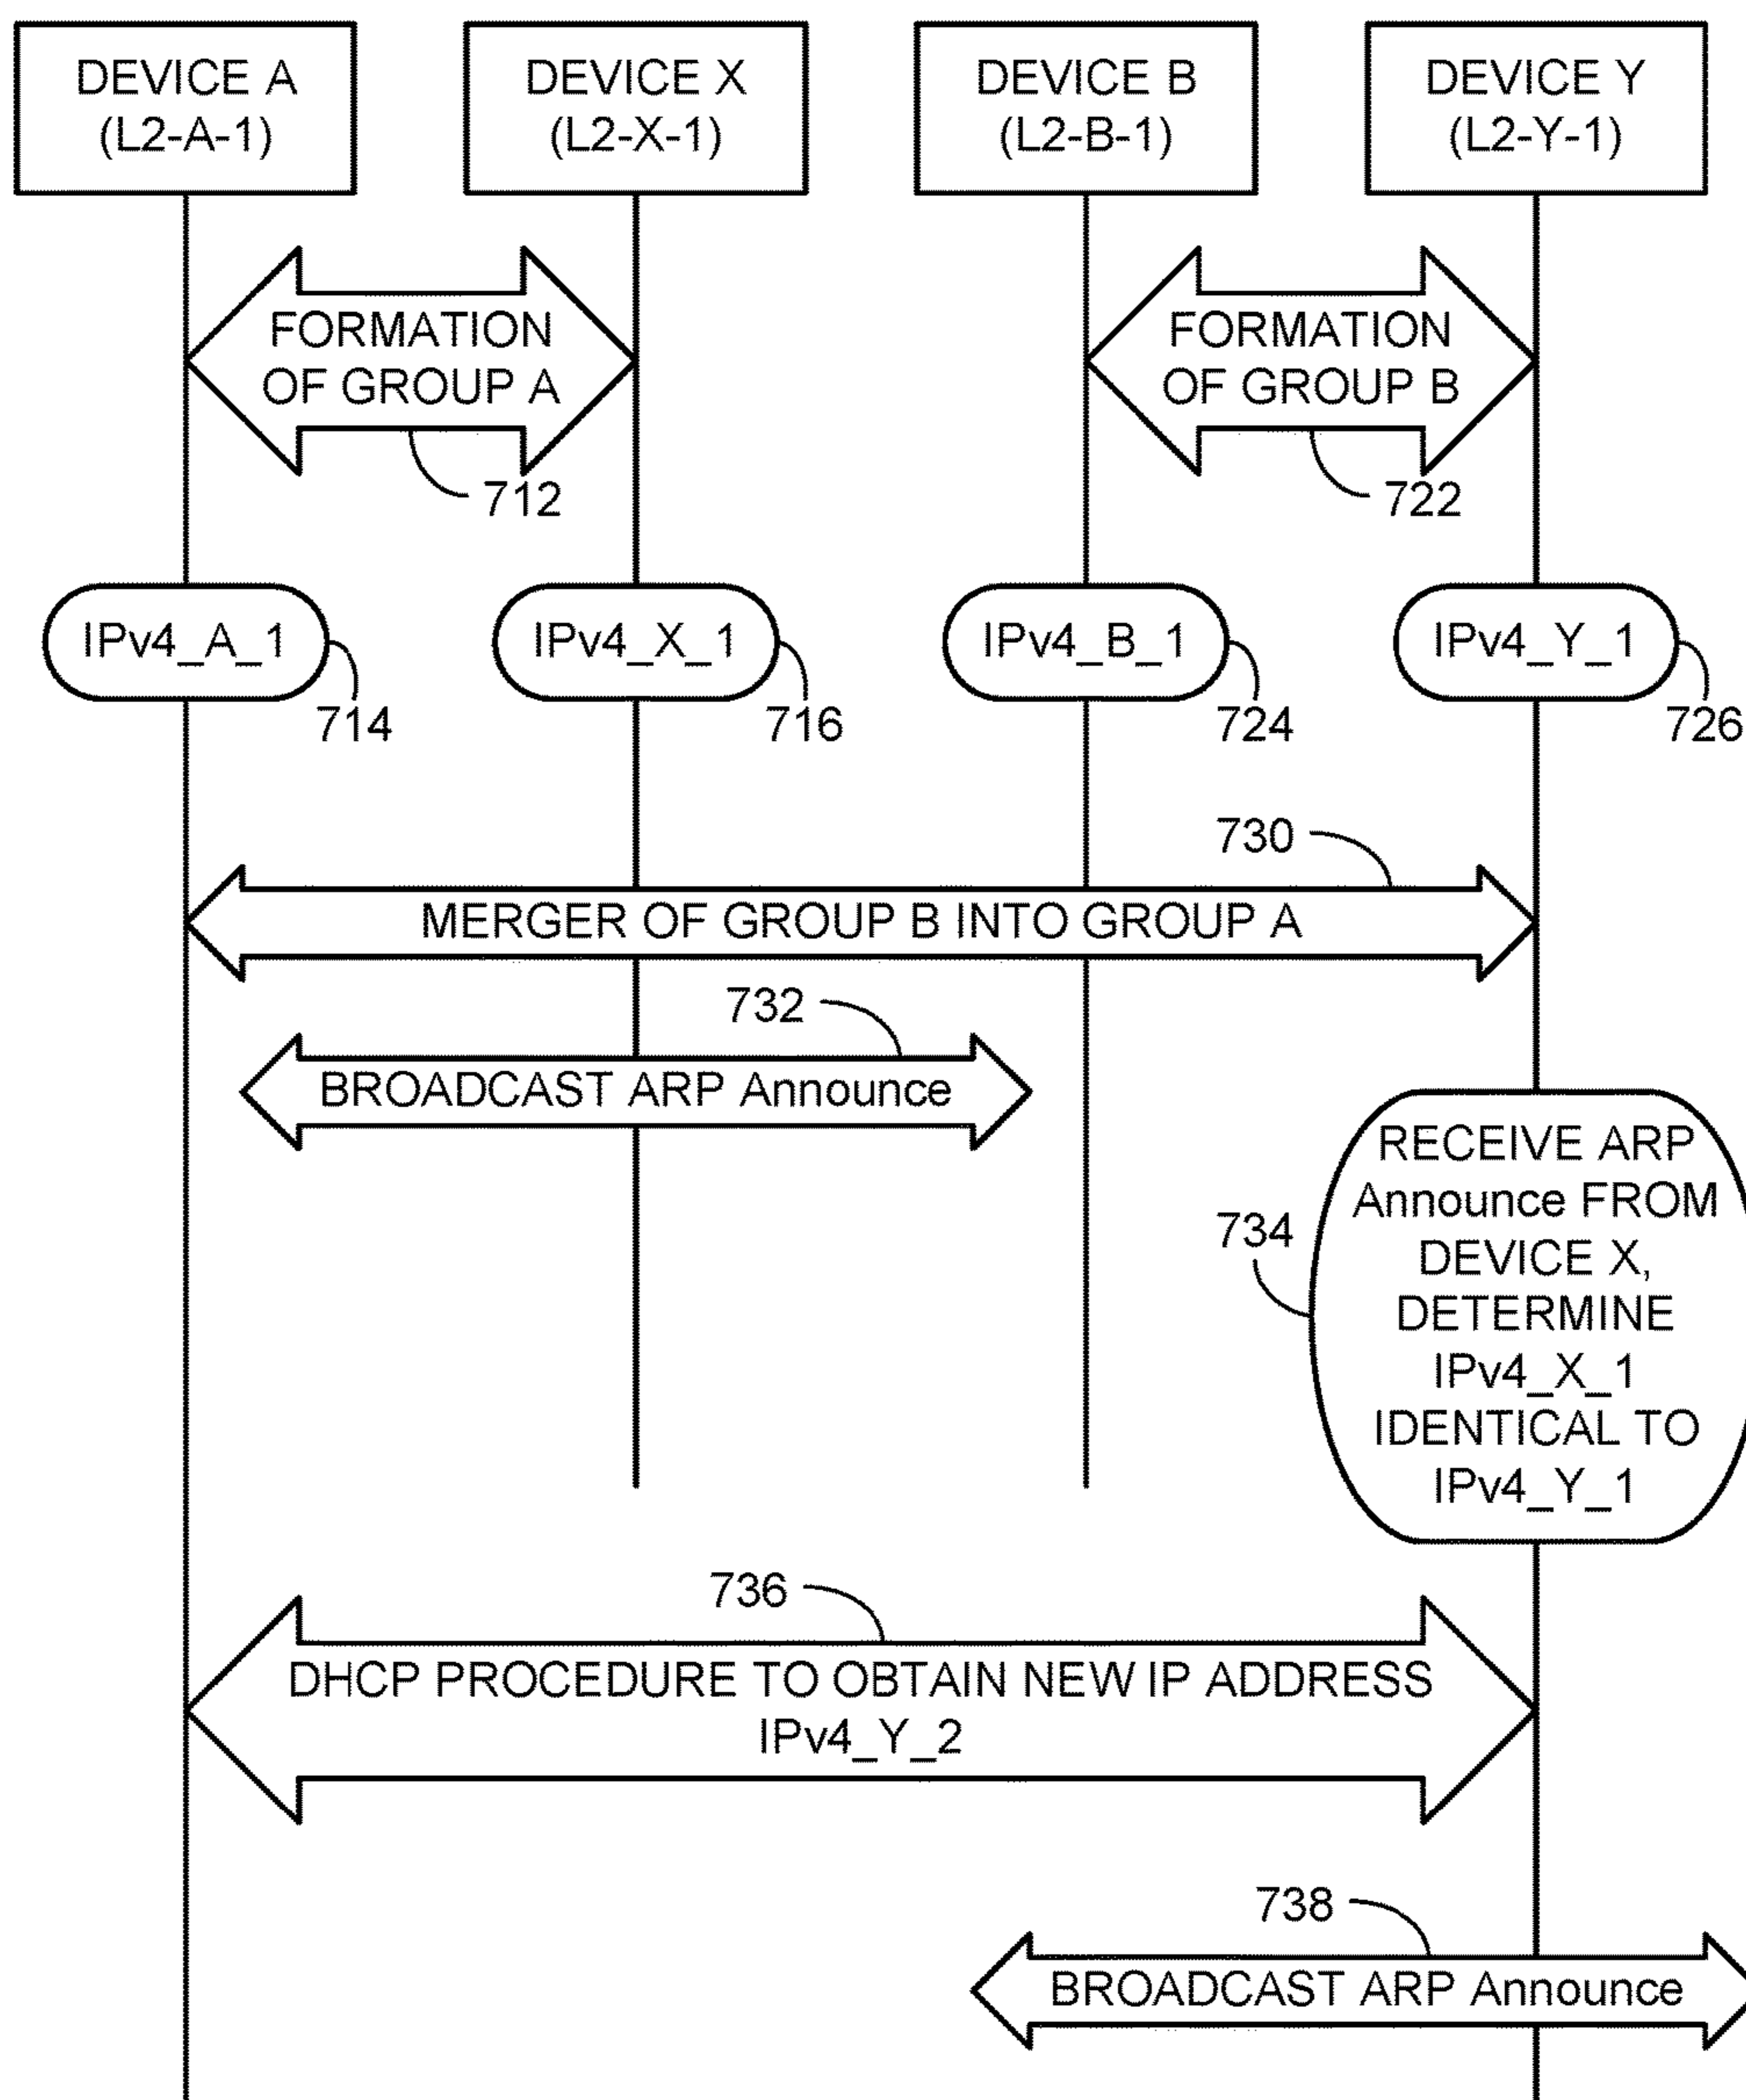 DEVICE A
(L2-A-1)
DEVICE X
(L2-X-1)
DEVICE B
(L2-B-1)
DEVICE Y
(L2-Y-1)
FORMATION
OF GROUP A
712
FORMATION
OF GROUP B
722
IPv4_A_1
714
IPv4_X_1
716
IPv4_B_1
724
IPv4_Y_1
726
730
MERGER OF GROUP B INTO GROUP A
732
BROADCAST ARP Announce
734
RECEIVE ARP
Announce FROM
DEVICE X,
DETERMINE
IPv4_X_1
IDENTICAL TO
IPv4_Y_1
736
DHCP PROCEDURE TO OBTAIN NEW IP ADDRESS
IPv4_Y_2
738
BROADCAST ARP Announce